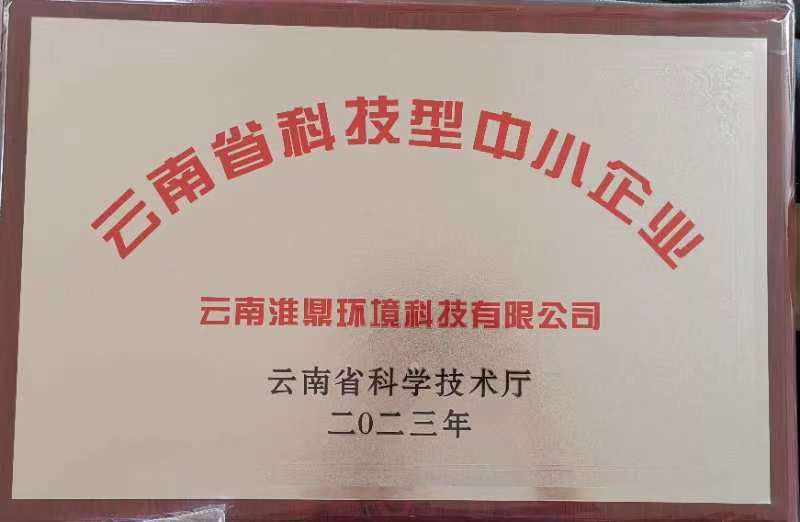 云南省科技型中小企业
云南淮鼎环境科技有限公司
云南省科学技术厅
二0二三年